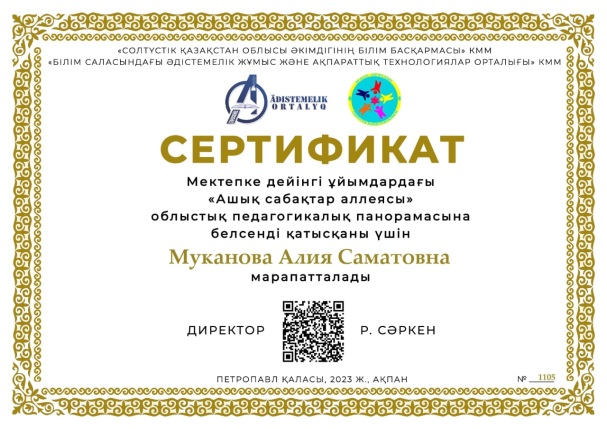 «СОЛТҮСТІК ҚАЗАҚСТАН ОБЛЫСЫ ӘКІМДІГІНІҢ БІЛІМ БАСҚАРМАСЫ» КММ
«БІЛІМ САЛАСЫНДАҒЫ ӘДІСТЕМЕЛІК ЖҰМЫС ЖӘНЕ АҚПАРАТТЫҚ ТЕХНОЛОГИЯЛАР ОРТАЛЫҒЫ» КММ
ÁDISTEMELIK
ORTALYQ
СЕРТИФИКАТ
Мектепке дейінгі ұйымдардағы
«Ашық сабақтар аллеясы»
облыстық педагогикалық панорамасына
белсенді қатысқаны үшін
Муканова Алия Саматовна
марапатталады
ДИРЕКТОР Р. СӘРКЕН
ПЕТРОПАВЛ ҚАЛАСЫ, 2023 Ж., АҚПАН
№ 1105